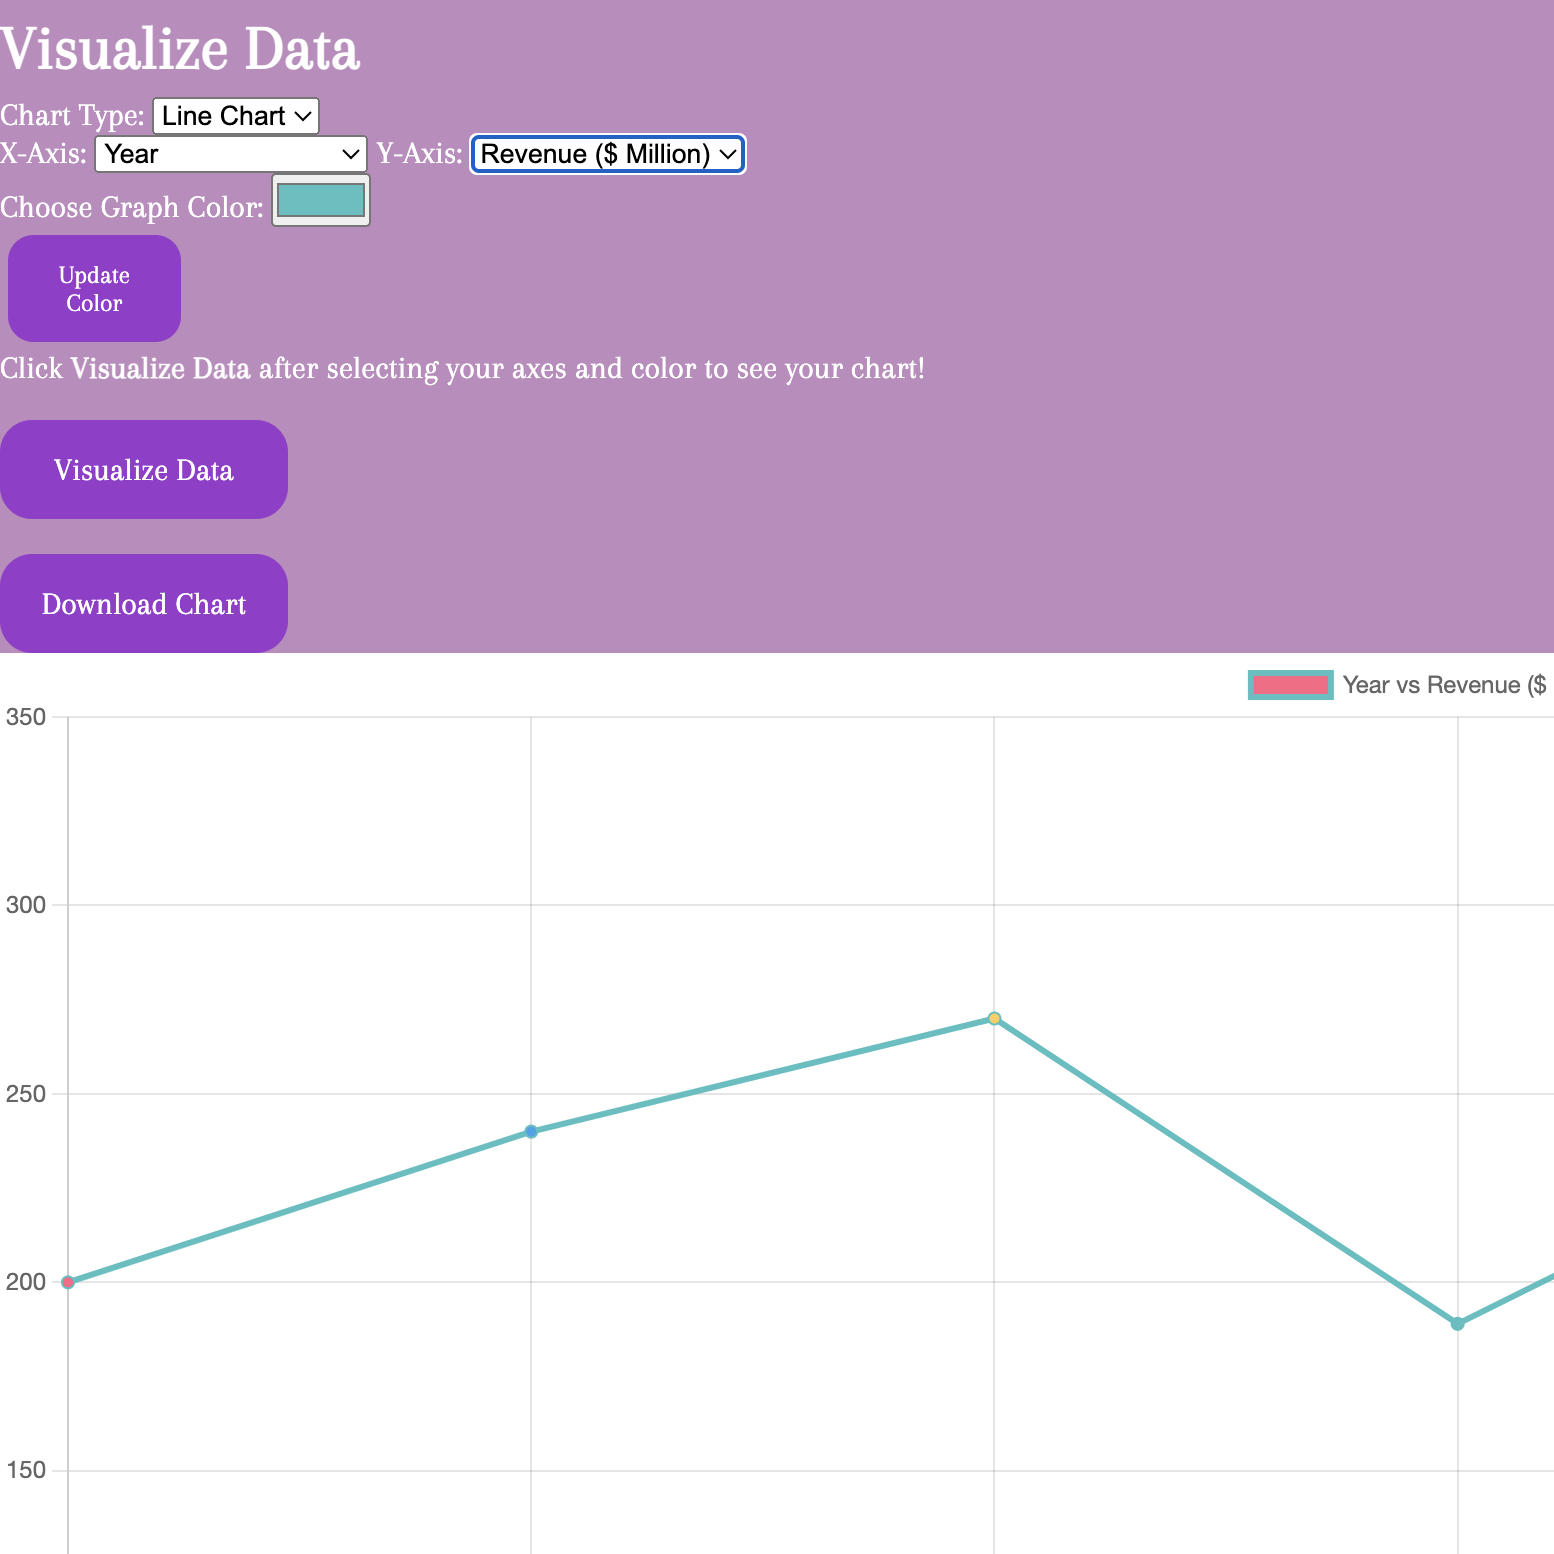 Visualize Data
Chart Type: Line Chart
X-Axis: Year Y-Axis: Revenue ($ Million)
Choose Graph Color:
Update
Color
Click Visualize Data after selecting your axes and color to see your chart!
Visualize Data
Download Chart
Year vs Revenue ($
350
300
250
200
150